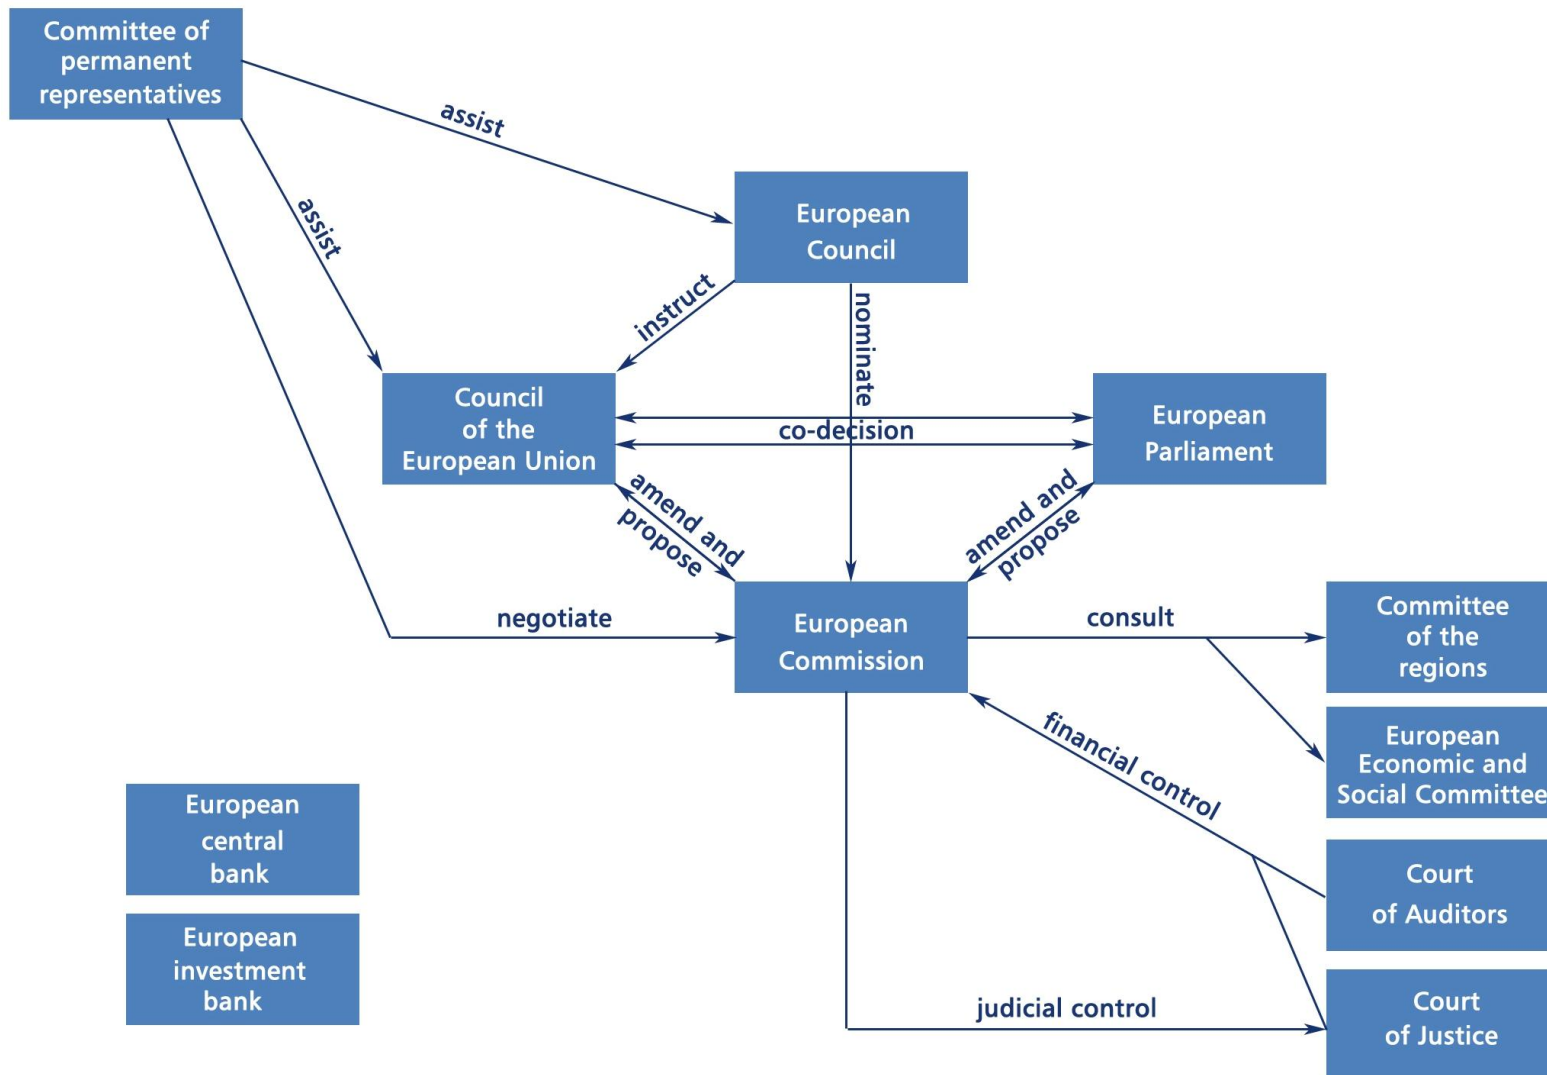 Committee of
permanent
representatives
assist
assist
European
Council
instruct
nominate
Council
of the
European Union
co-decision
European
Parliament
amend and
propose
amend and
propose
negotiate
European
Commission
consult
Committee
of the
regions
financial control
European
Economic and
Social Committee
European
central
bank
Court
of Auditors
European
investment
bank
judicial control
Court
of Justice